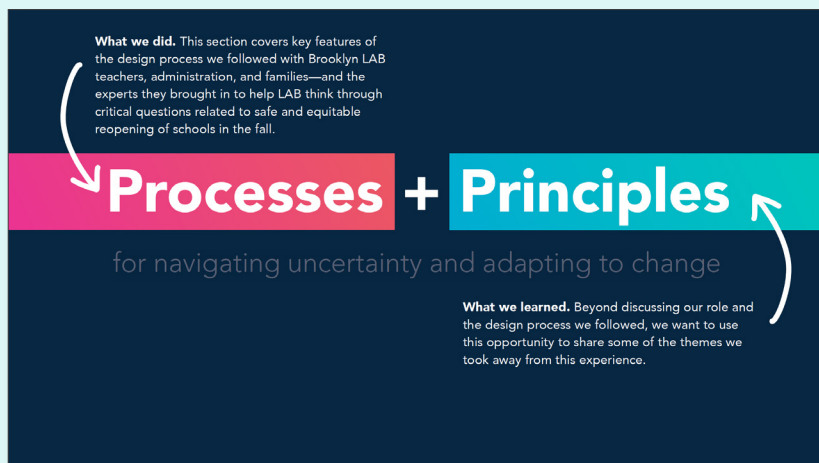 What we did. This section covers key features of
the design process we followed with Brooklyn LAB
teachers, administration, and families—and the
experts they brought in to help LAB think through
critical questions related to safe and equitable
reopening of schools in the fall.
Processes + Principles
for navigating uncertainty and adapting to change
What we learned. Beyond discussing our role and
the design process we followed, we want to use
this opportunity to share some of the themes we
took away from this experience.